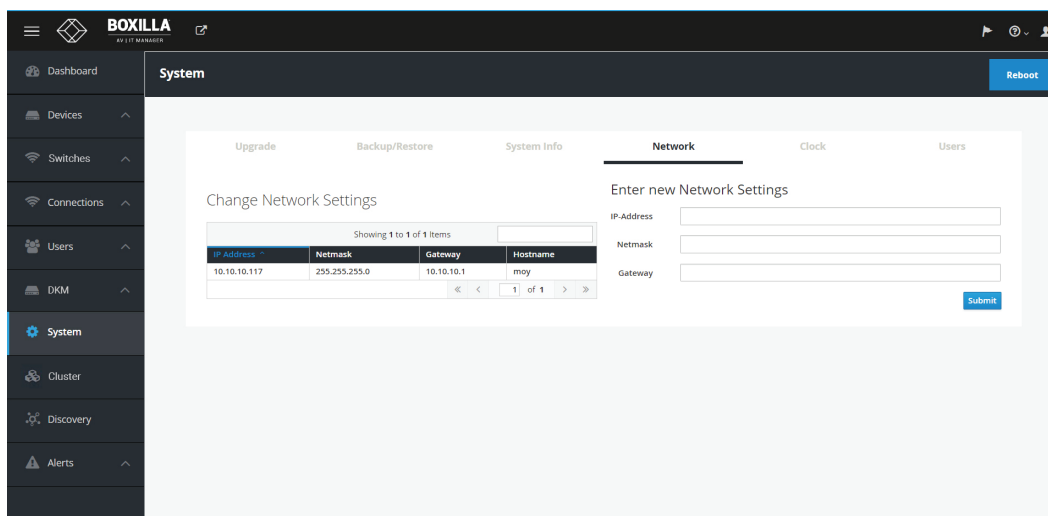 BOXILLA
AV | IT MANAGER
Dashboard
Devices
Switches
Connections
Users
DKM
System
Cluster
Discovery
Alerts
System
Reboot
Upgrade Backup/Restore System Info Network Clock Users
Change Network Settings
Showing 1 to 1 of 1 Items
IP Address Netmask Gateway Hostname
10.10.10.117 255.255.255.0 10.10.10.1 moy
« < 1 of 1 > »
Enter new Network Settings
IP-Address
Netmask
Gateway
Submit